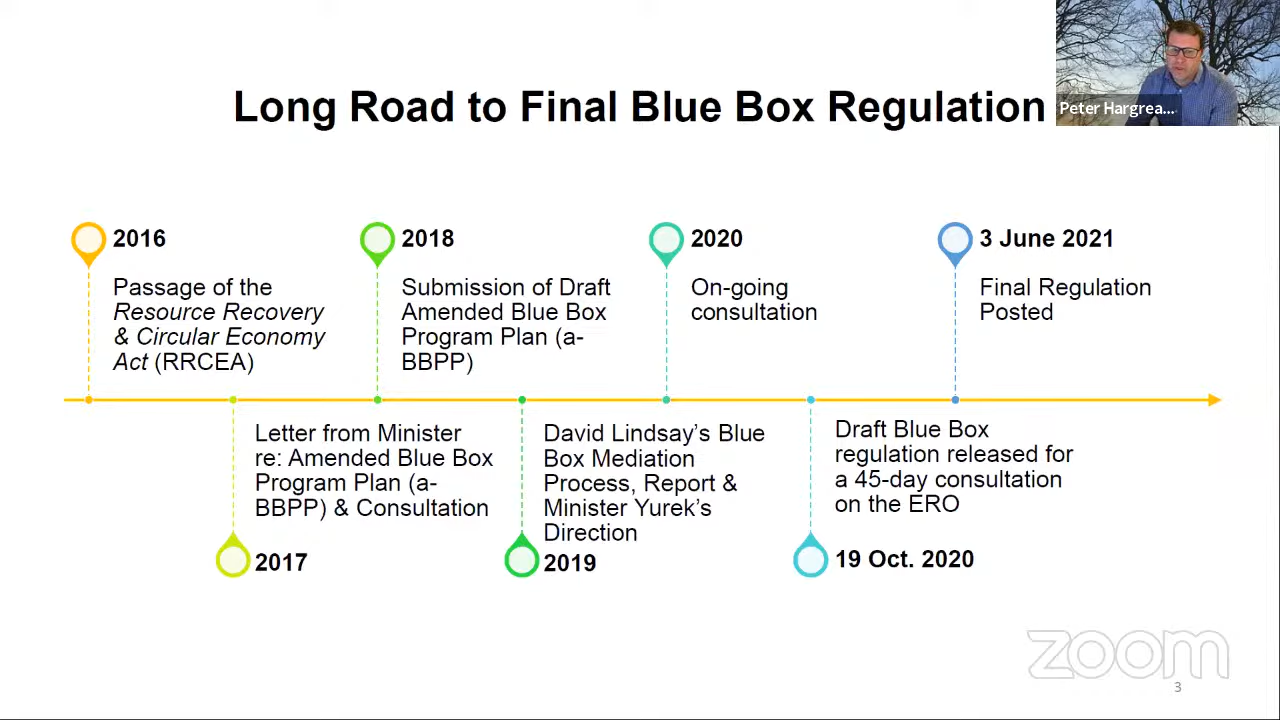 Long Road to Final Blue Box Regulation
Peter Hargrea...
2016
Passage of the
Resource Recovery
& Circular Economy
Act (RRCEA)
2018
Submission of Draft
Amended Blue Box
Program Plan (a-
BBPP)
2020
On-going
consultation
3 June 2021
Final Regulation
Posted
Letter from Minister
re: Amended Blue Box
Program Plan (a-
BBPP) & Consultation
2017
David Lindsay’s Blue
Box Mediation
Process, Report &
Minister Yurek’s
Direction
2019
Draft Blue Box
regulation released for
a 45-day consultation
on the ERO
19 Oct. 2020
zoom
3